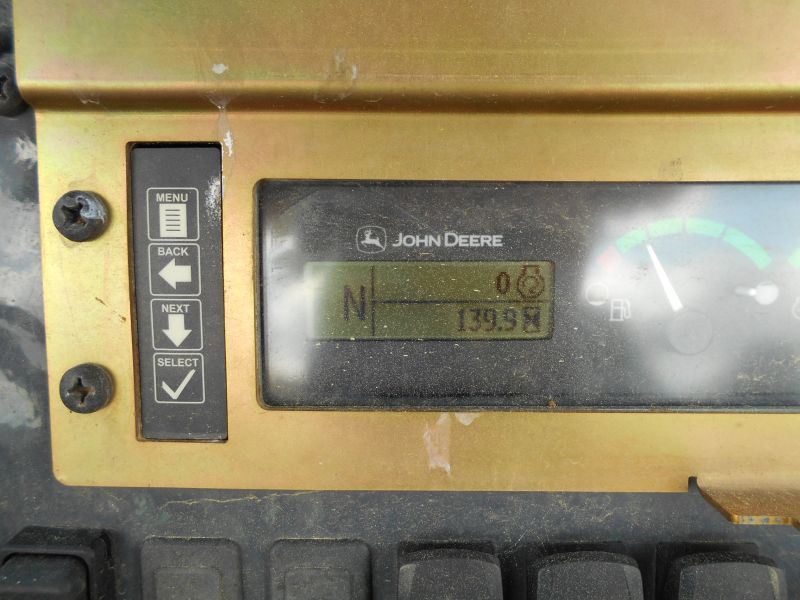 MENU
BACK
NEXT
SELECT
JOHN DEERE
N
0
139.9